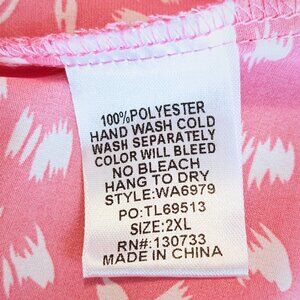 100%POLYESTER
HAND WASH COLD
WASH SEPARATELY
COLOR WILL BLEED
NO BLEACH
HANG TO DRY
STYLE:WA6979
PO:TL69513
SIZE:2XL
RN#:130733
MADE IN CHINA